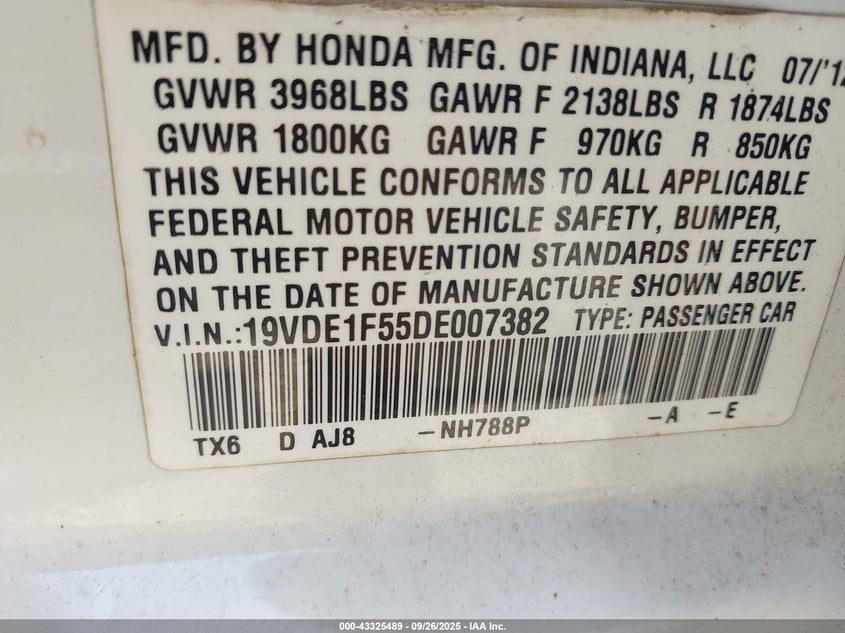 MFD. BY HONDA MFG. OF INDIANA, LLC 07/'12
GVWR 3968LBS GAWR F 2138LBS R 1874LBS
GVWR 1800KG GAWR F 970KG R 850KG
THIS VEHICLE CONFORMS TO ALL APPLICABLE
FEDERAL MOTOR VEHICLE SAFETY, BUMPER,
AND THEFT PREVENTION STANDARDS IN EFFECT
ON THE DATE OF MANUFACTURE SHOWN ABOVE.
V.I.N.:19VDE1F55DE007382 TYPE: PASSENGER CAR
TX6 D AJ8 -NH788P -A -E
000-43325489 - 09/26/2025 - IAA Inc.